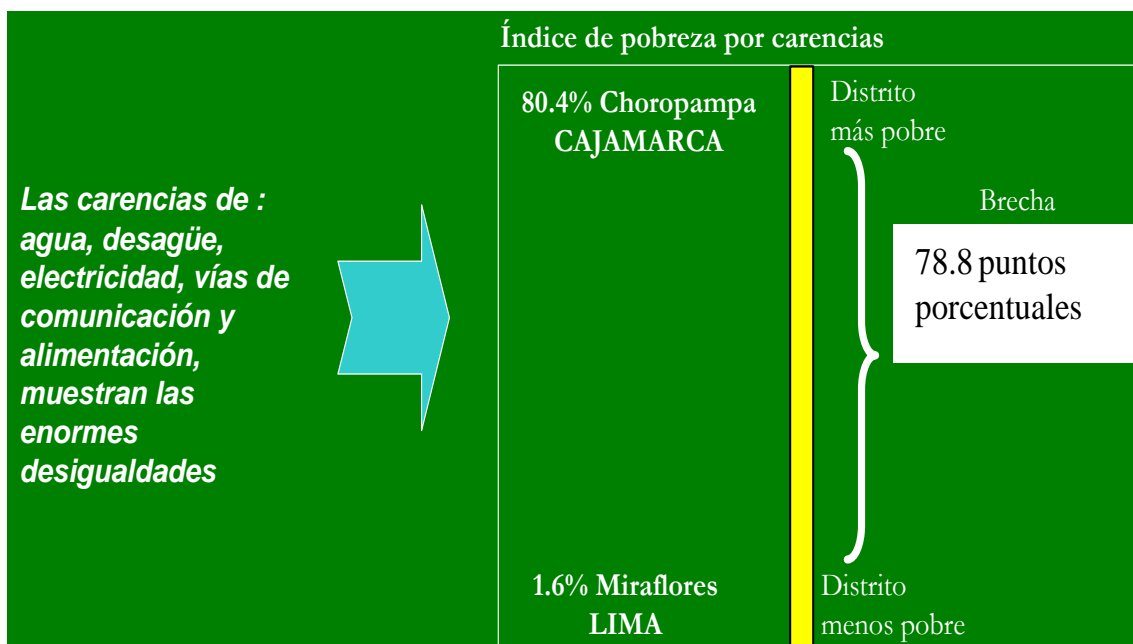 Índice de pobreza por carencias
Las carencias de :
agua, desagüe,
electricidad, vías de
comunicación y
alimentación,
muestran las
enormes
desigualdades
80.4% Choropampa
CAJAMARCA
Distrito
más pobre
Brecha
78.8 puntos
porcentuales
1.6% Miraflores
LIMA
Distrito
menos pobre